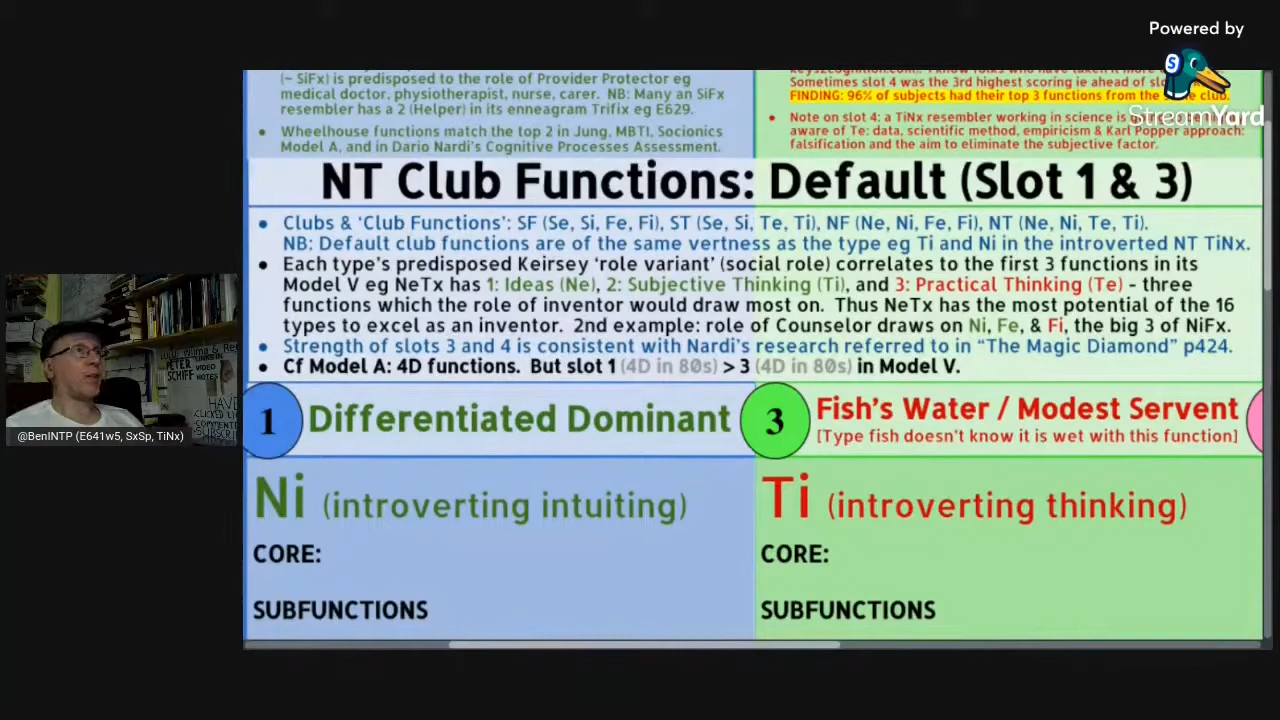 Powered by
StreamYard
(~ SiFx) is predisposed to the role of Provider Protector eg
medical doctor, physiotherapist, nurse, carer. NB: Many an SiFx
resembler has a 2 (Helper) in its enneagram Trifix eg E629.
• Wheelhouse functions match the top 2 in Jung, MBTI, Socionics
Model A, and in Dario Nardi's Cognitive Processes Assessment.
Sometimes slot 4 was the 3rd highest scoring ie ahead of
FINDING: 96% of subjects had their top 3 functions from the same club.
• Note on slot 4: a TiNx resembler working in science is
aware of Te: data, scientific method, empiricism & Karl Popper approach:
falsification and the aim to eliminate the subjective factor.
NT Club Functions: Default (Slot 1 & 3)
• Clubs & 'Club Functions': SF (Se, Si, Fe, Fi), ST (Se, Si, Te, Ti), NF (Ne, Ni, Fe, Fi), NT (Ne, Ni, Te, Ti).
NB: Default club functions are of the same vertness as the type eg Ti and Ni in the introverted NT TiNx.
• Each type's predisposed Keirsey 'role variant' (social role) correlates to the first 3 functions in its
Model V eg NeTx has 1: Ideas (Ne), 2: Subjective Thinking (Ti), and 3: Practical Thinking (Te) - three
functions which the role of inventor would draw most on. Thus NeTx has the most potential of the 16
types to excel as an inventor. 2nd example: role of Counselor draws on Ni, Fe, & Fi, the big 3 of NiFx.
• Strength of slots 3 and 4 is consistent with Nardi's research referred to in "The Magic Diamond" p424.
• Cf Model A: 4D functions. But slot 1 (4D in 80s) > 3 (4D in 80s) in Model V.
1 Differentiated Dominant
3 Fish's Water / Modest Servent
[Type fish doesn't know it is wet with this function]
Ni (introverting intuiting)
CORE:
SUBFUNCTIONS
Ti (introverting thinking)
CORE:
SUBFUNCTIONS
LINKS IN
PETER VIDEO
SCHIFF NOTES
HAVE
@BenINTP (E641w5, SxSp, TiNx)